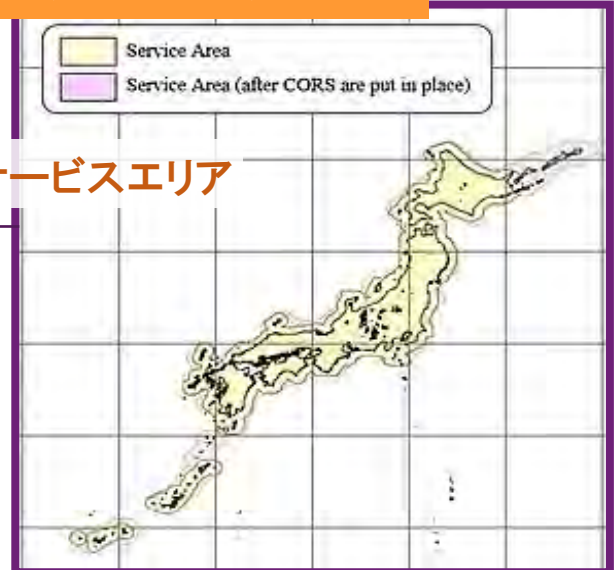 Service Area
Service Area (after CORS are put in place)
ービスエリア